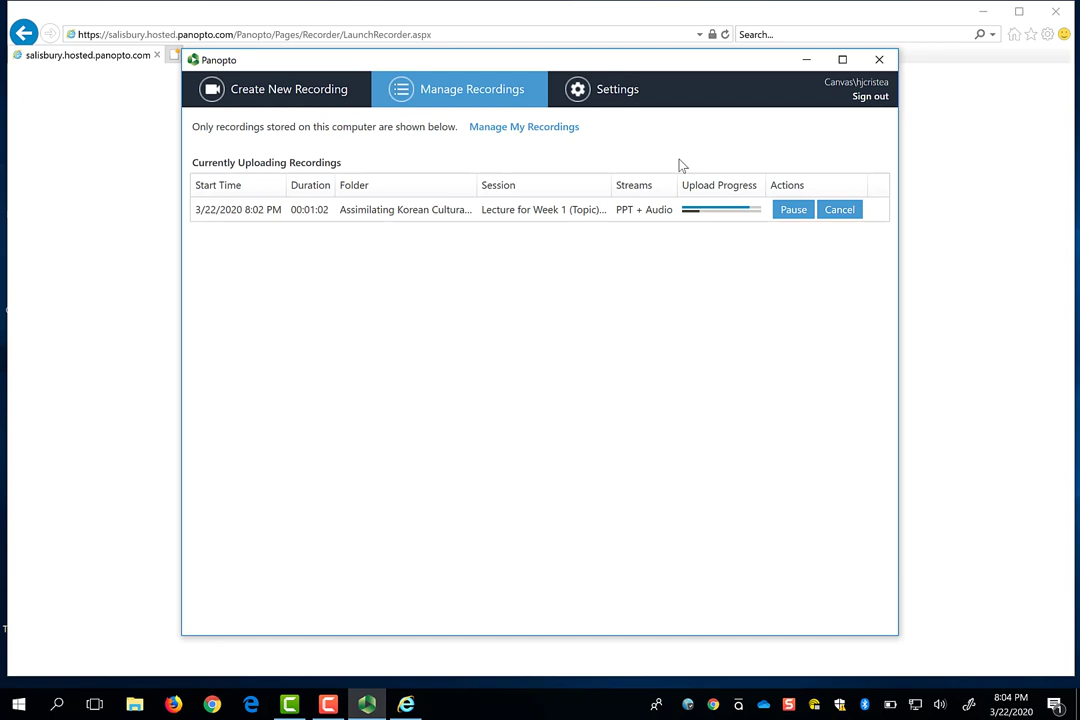 https://salisbury.hosted.panopto.com/Panopto/Pages/Recorder/LaunchRecorder.aspx
Search...
salisbury.hosted.panopto.com
Panopto
Create New Recording
Manage Recordings
Settings
Canvas\hjcristea
Sign out
Only recordings stored on this computer are shown below. Manage My Recordings
Currently Uploading Recordings
Start Time Duration Folder Session Streams Upload Progress Actions
3/22/2020 8:02 PM 00:01:02 Assimilating Korean Cultura... Lecture for Week 1 (Topic)... PPT + Audio Pause Cancel
8:04 PM
3/22/2020